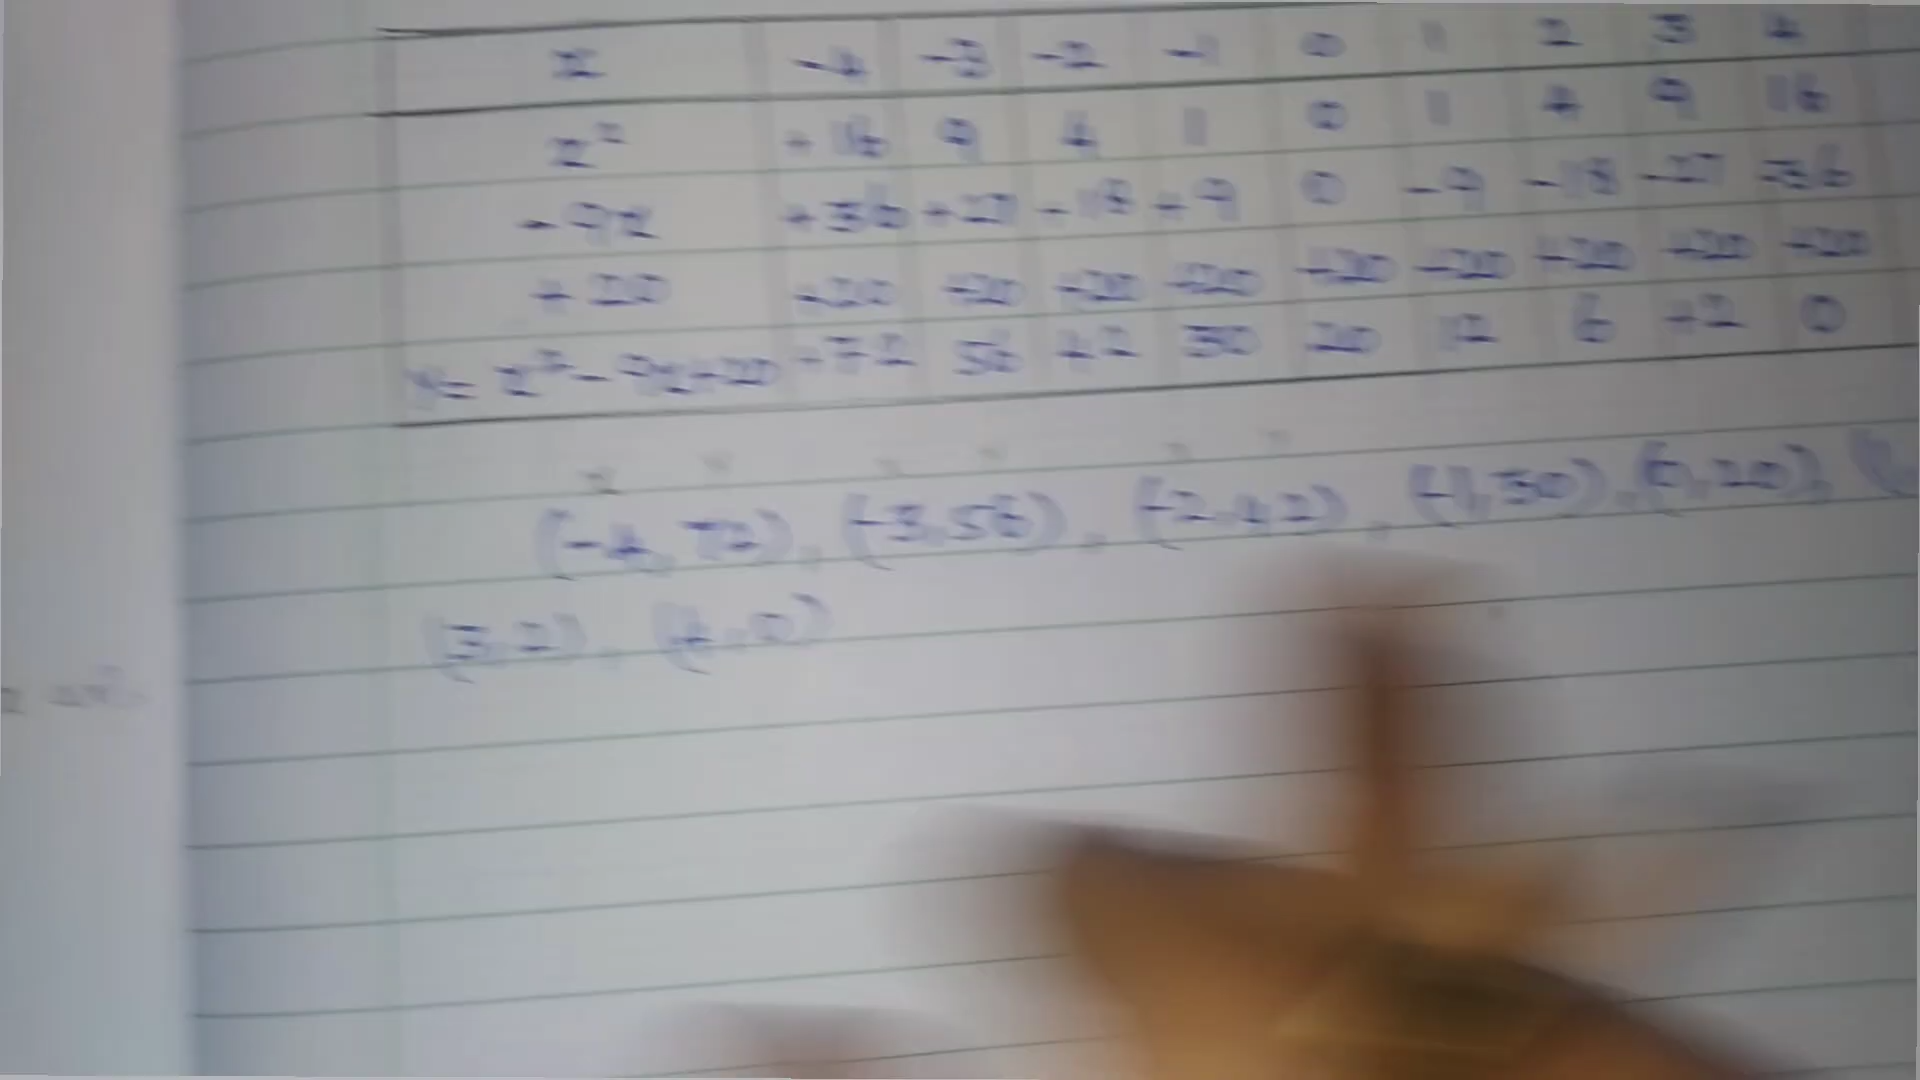 x -4 -3 -2 -1 0 1 2 3 4
x² +16 9 4 1 0 1 4 9 16
-9x +36 +27 -18 +9 0 -9 -18 -27 -36
+20 +20 +20 +20 +20 +20 +20 +20 +20 +20
y= x²-9x+20 +72 56 42 30 20 12 6 +2 0
(-4, 72), (-3, 56), (-2, 42), (-1, 30), (0, 20),
(3, 2), (4, 0)